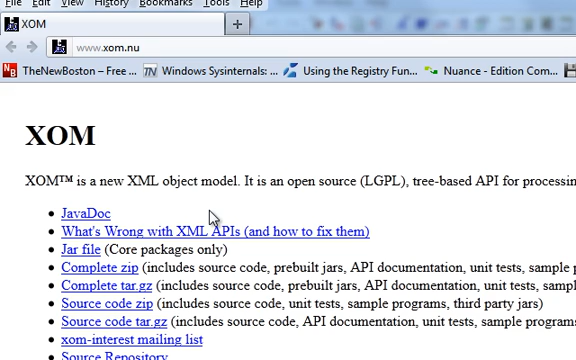 File Edit View History Bookmarks Tools Help
XOM
www.xom.nu
TheNewBoston – Free ... Windows Sysinternals: ... Using the Registry Fun... Nuance - Edition Com...
XOM
XOM™ is a new XML object model. It is an open source (LGPL), tree-based API for processin
JavaDoc
What's Wrong with XML APIs (and how to fix them)
Jar file (Core packages only)
Complete zip (includes source code, prebuilt jars, API documentation, unit tests, sample p
Complete tar.gz (includes source code, prebuilt jars, API documentation, unit tests, sampl
Source code zip (includes source code, unit tests, sample programs, third party jars)
Source code tar.gz (includes source code, API documentation, unit tests, sample programs
xom-interest mailing list
Source Repository